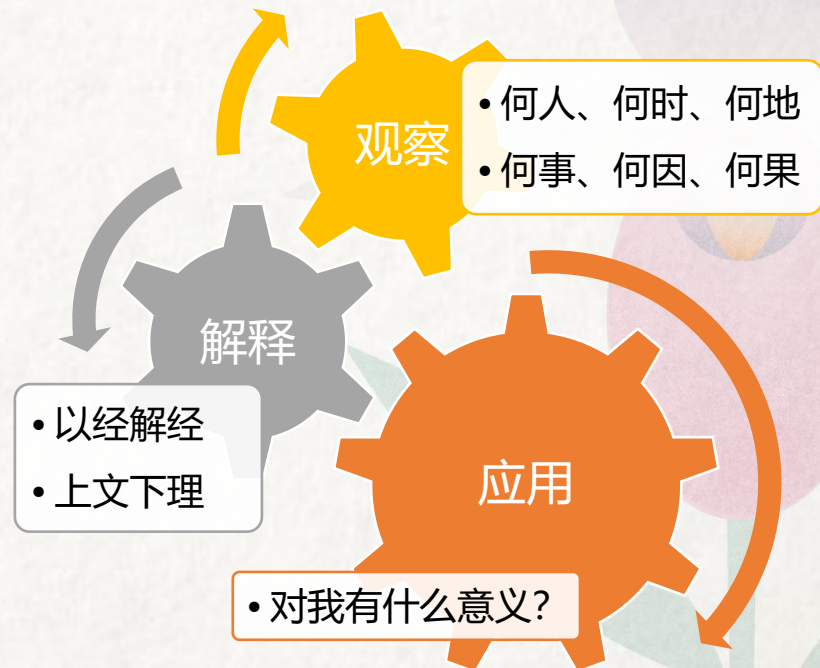 观察
• 何人、何时、何地
• 何事、何因、何果
解释
• 以经解经
• 上文下理
应用
• 对我有什么意义？